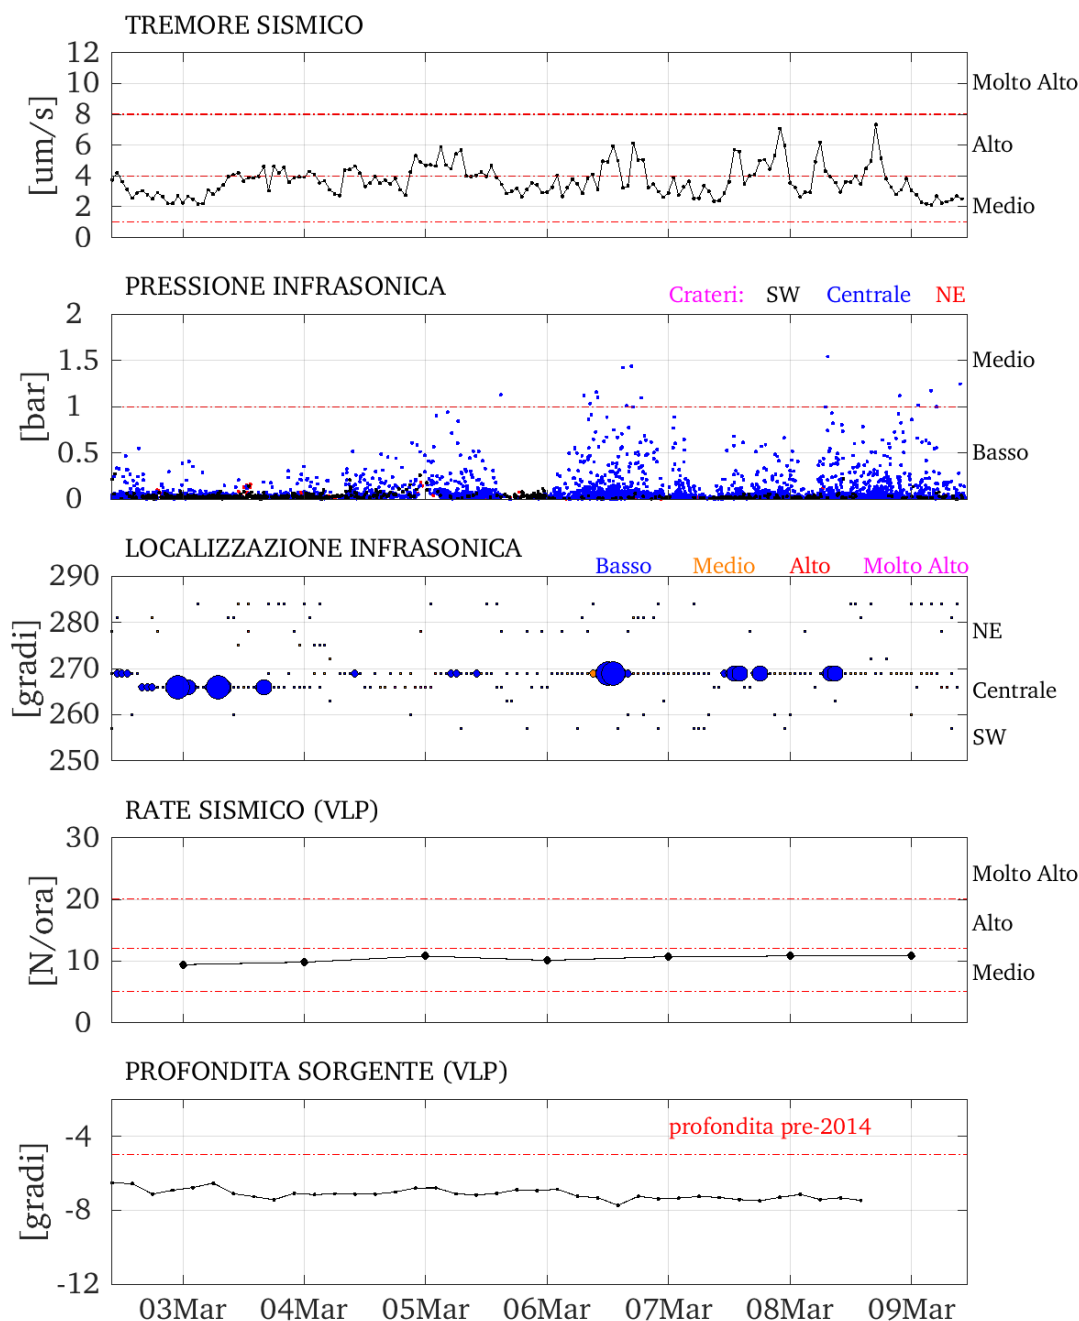 TREMORE SISMICO
12
10
8
6
4
2
0
[um/s]
Molto Alto
Alto
Medio
PRESSIONE INFRASONICA
Crateri: SW Centrale NE
2
1.5
1
0.5
0
[bar]
Medio
Basso
LOCALIZZAZIONE INFRASONICA
Basso Medio Alto Molto Alto
290
280
270
260
250
[gradi]
NE
Centrale
SW
RATE SISMICO (VLP)
30
20
10
0
[N/ora]
Molto Alto
Alto
Medio
PROFONDITA SORGENTE (VLP)
profondita pre-2014
-4
-8
-12
[gradi]
03Mar 04Mar 05Mar 06Mar 07Mar 08Mar 09Mar